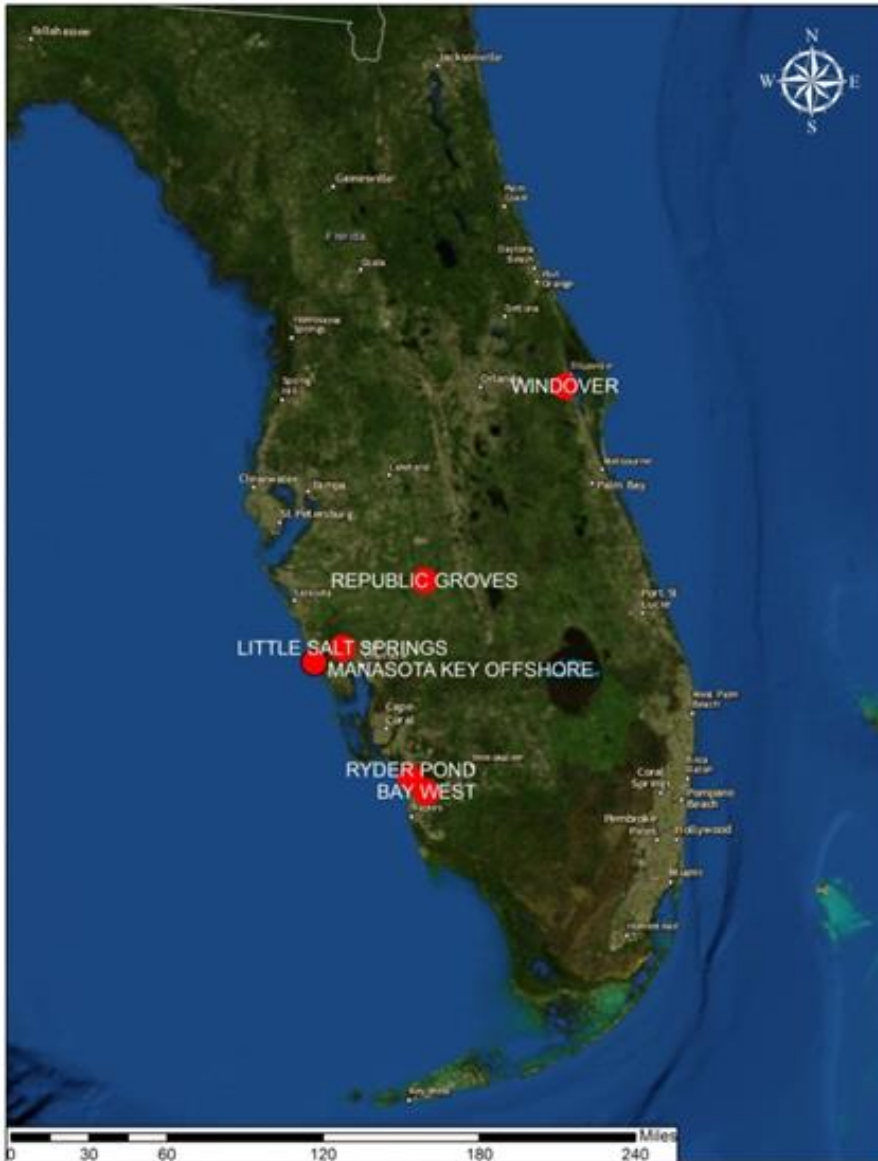 Tallahassee
Jacksonville
N
W
E
S
Gainesville
Palm
Coast
Florida
Ocala
Daytona
Beach
Port
Orange
Deltona
Spring
Orlando
WINDOVER
Lakeland
Melbourne
Clearwater
Tampa
Palm Bay
St. Petersburg
REPUBLIC GROVES
Sarasota
Port St
Lucie
LITTLE SALT SPRINGS
MANASOTA KEY OFFSHORE
Cape
Coral
West Palm
Beach
RYDER POND
BAY WEST
Naples
Boca
Raton
Coral
Springs
Pompano
Beach
Pembroke
Pines
Hollywood
Miami
Homestead
Key West
Miles
0
30
60
120
180
240